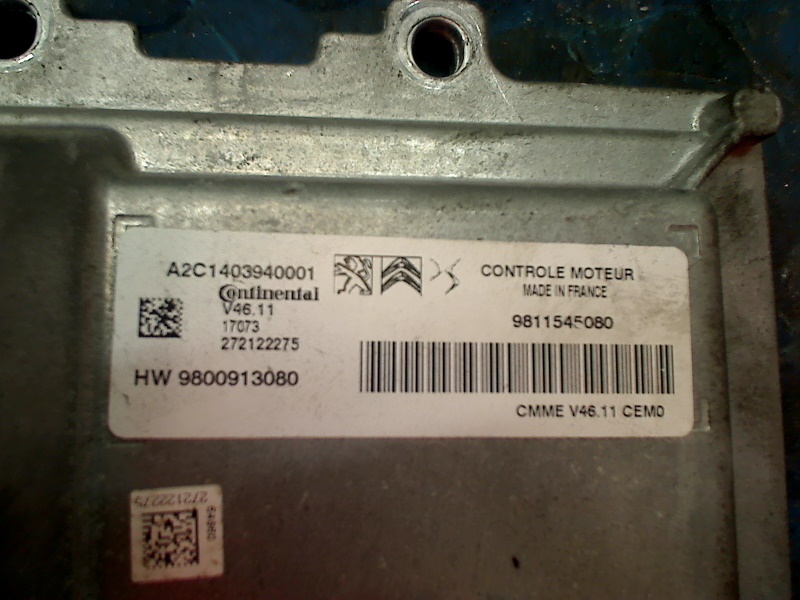 A2C1403940001
Continental
V46.11
17073
272122275
HW 9800913080
DS
CONTROLE MOTEUR
MADE IN FRANCE
9811545080
CMME V46.11 CEM0
272122275